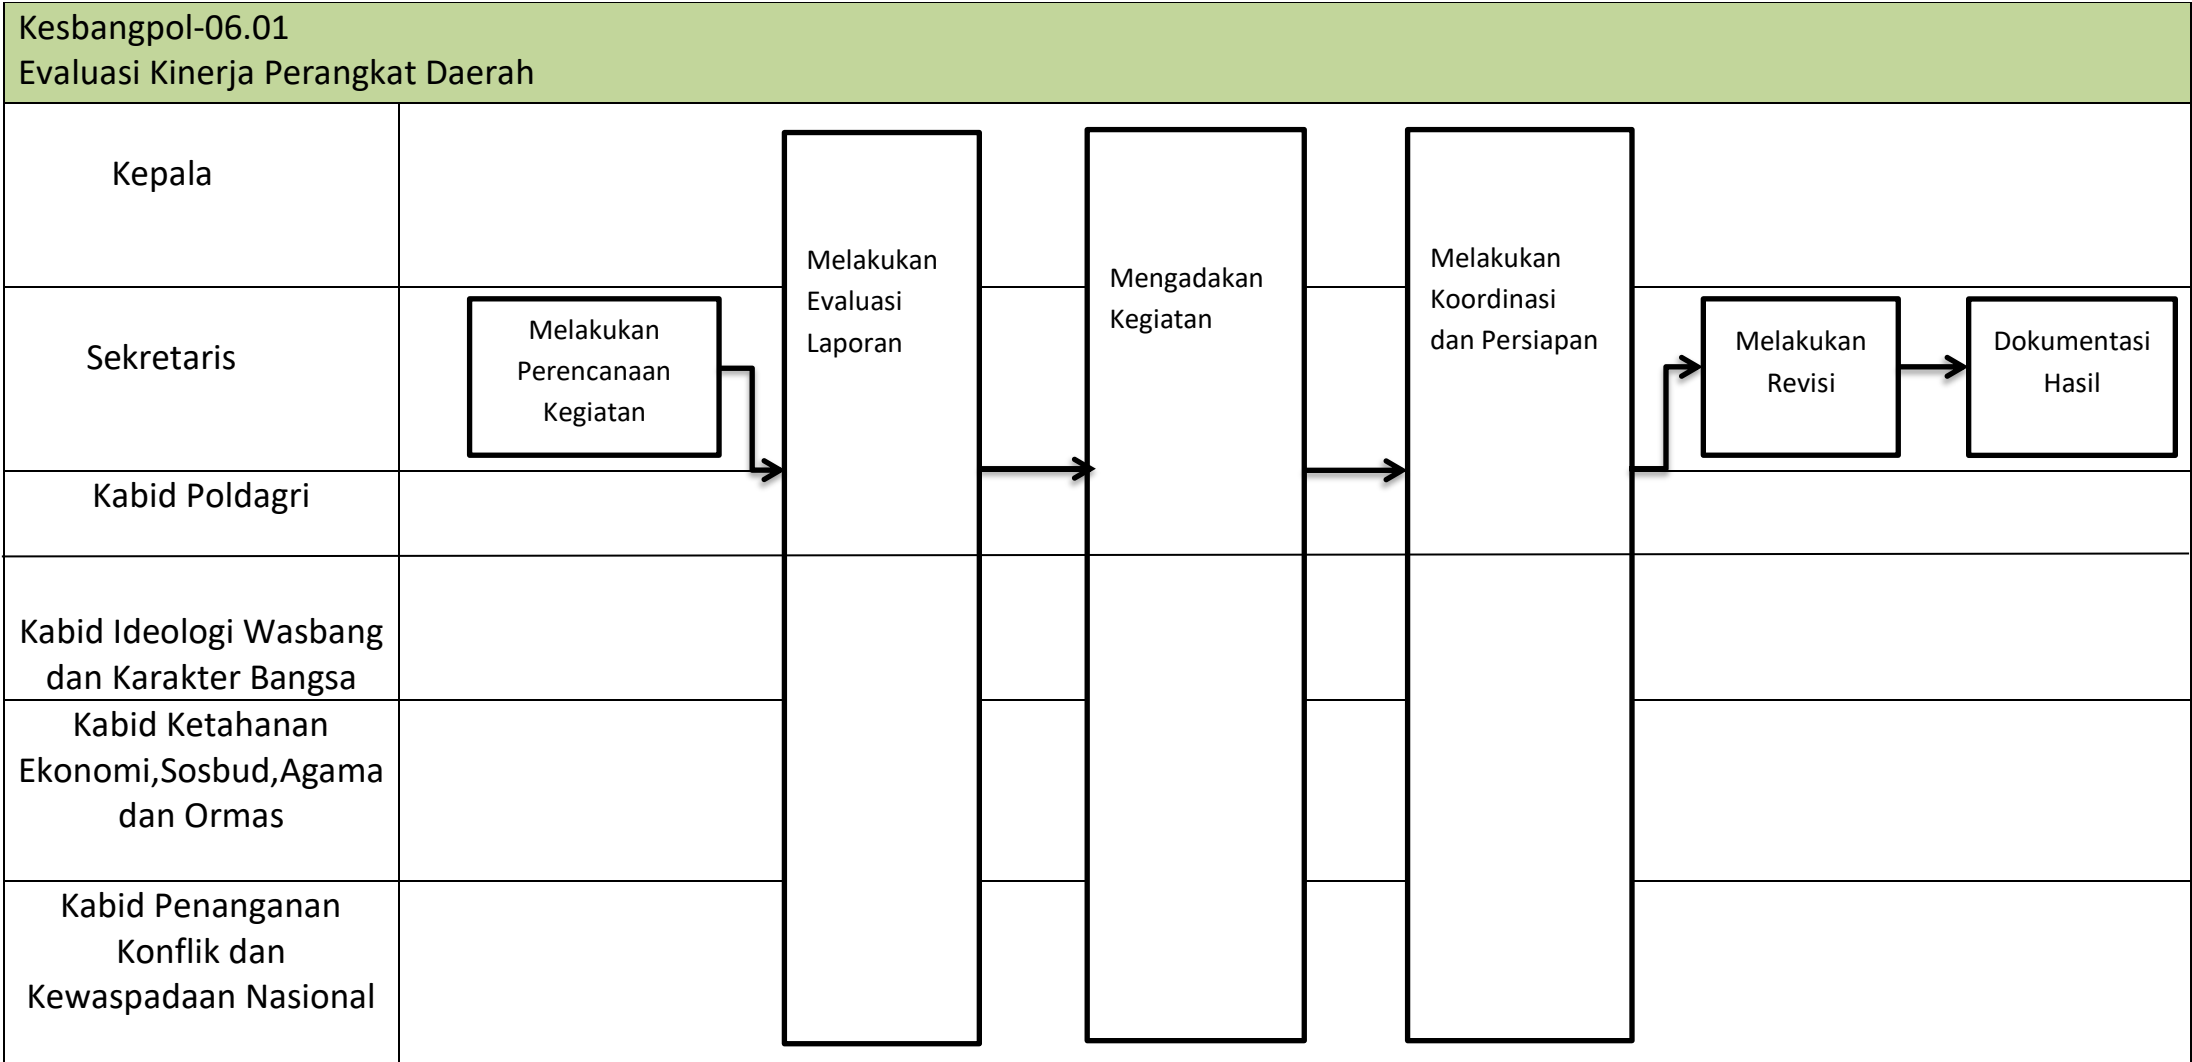 Kesbangpol-06.01
Evaluasi Kinerja Perangkat Daerah
Kepala
Sekretaris
Kabid Poldagri
Kabid Ideologi Wasbang
dan Karakter Bangsa
Kabid Ketahanan
Ekonomi,Sosbud,Agama
dan Ormas
Kabid Penanganan
Konflik dan
Kewaspadaan Nasional
Melakukan
Perencanaan
Kegiatan
Melakukan
Evaluasi
Laporan
Mengadakan
Kegiatan
Melakukan
Koordinasi
dan Persiapan
Melakukan
Revisi
Dokumentasi
Hasil